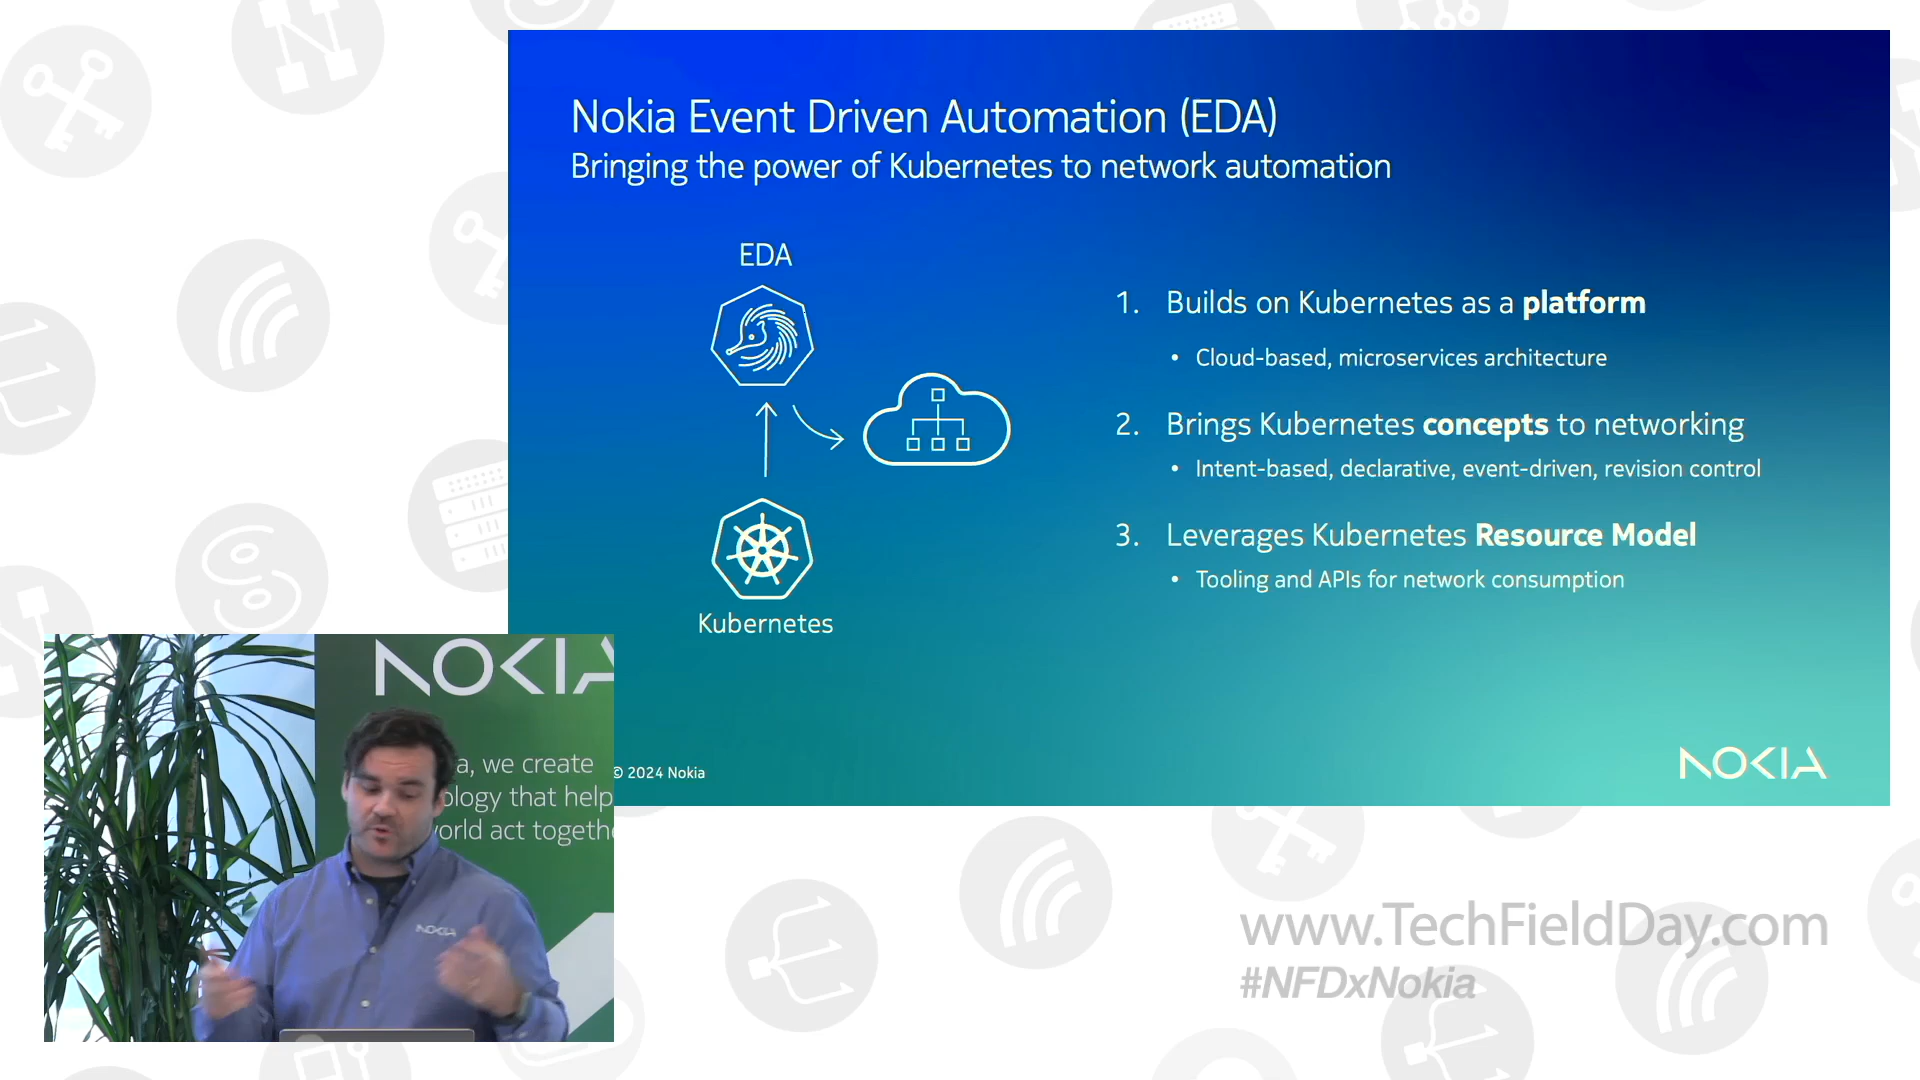 Nokia Event Driven Automation (EDA)
Bringing the power of Kubernetes to network automation
EDA
Kubernetes
1. Builds on Kubernetes as a platform
• Cloud-based, microservices architecture
2. Brings Kubernetes concepts to networking
• Intent-based, declarative, event-driven, revision control
3. Leverages Kubernetes Resource Model
• Tooling and APIs for network consumption
© 2024 Nokia
NOKIA
NOKIA
a, we create
ology that help
world act togethe
NOKIA
www.TechFieldDay.com
#NFDxNokia